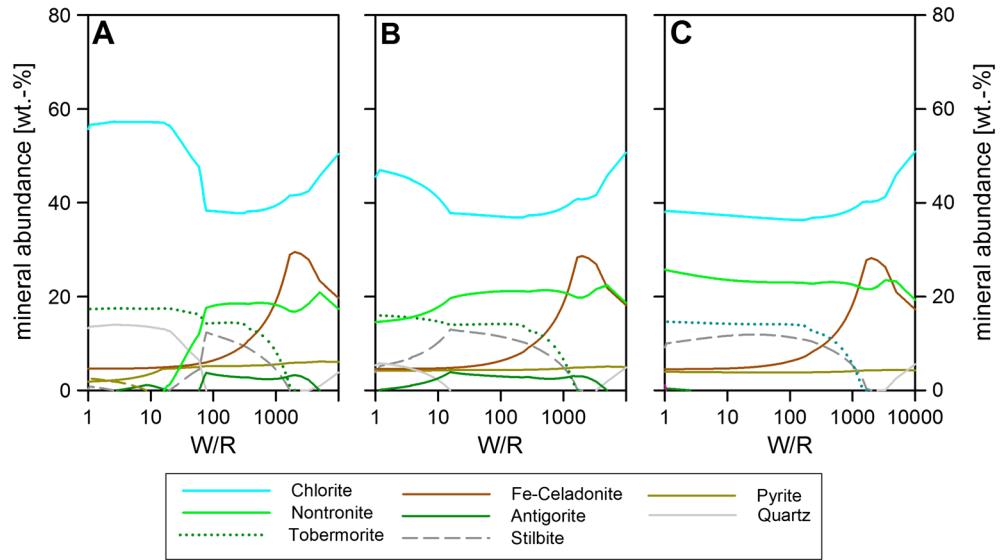 80 A B C 80
60 60
40 40
20 20
0 0
mineral abundance [wt.-%]
mineral abundance [wt.-%]
1 10 100 1000 1 10 100 1000 1 10 100 1000 10000
W/R W/R W/R
Chlorite Fe-Celadonite Pyrite
Nontronite Antigorite Quartz
Tobermorite Stilbite